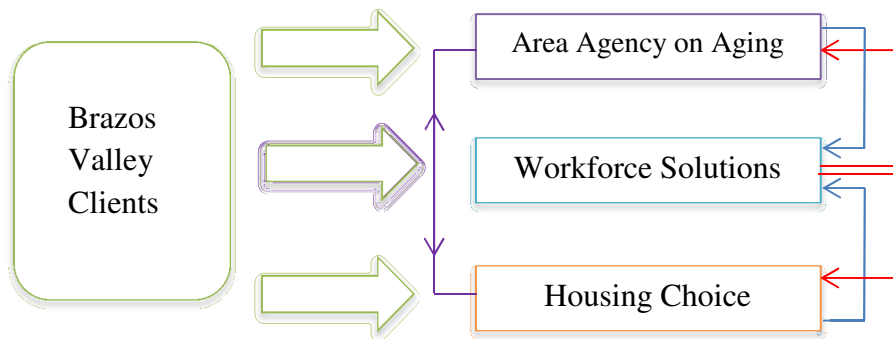 Brazos
Valley
Clients
Area Agency on Aging
Workforce Solutions
Housing Choice